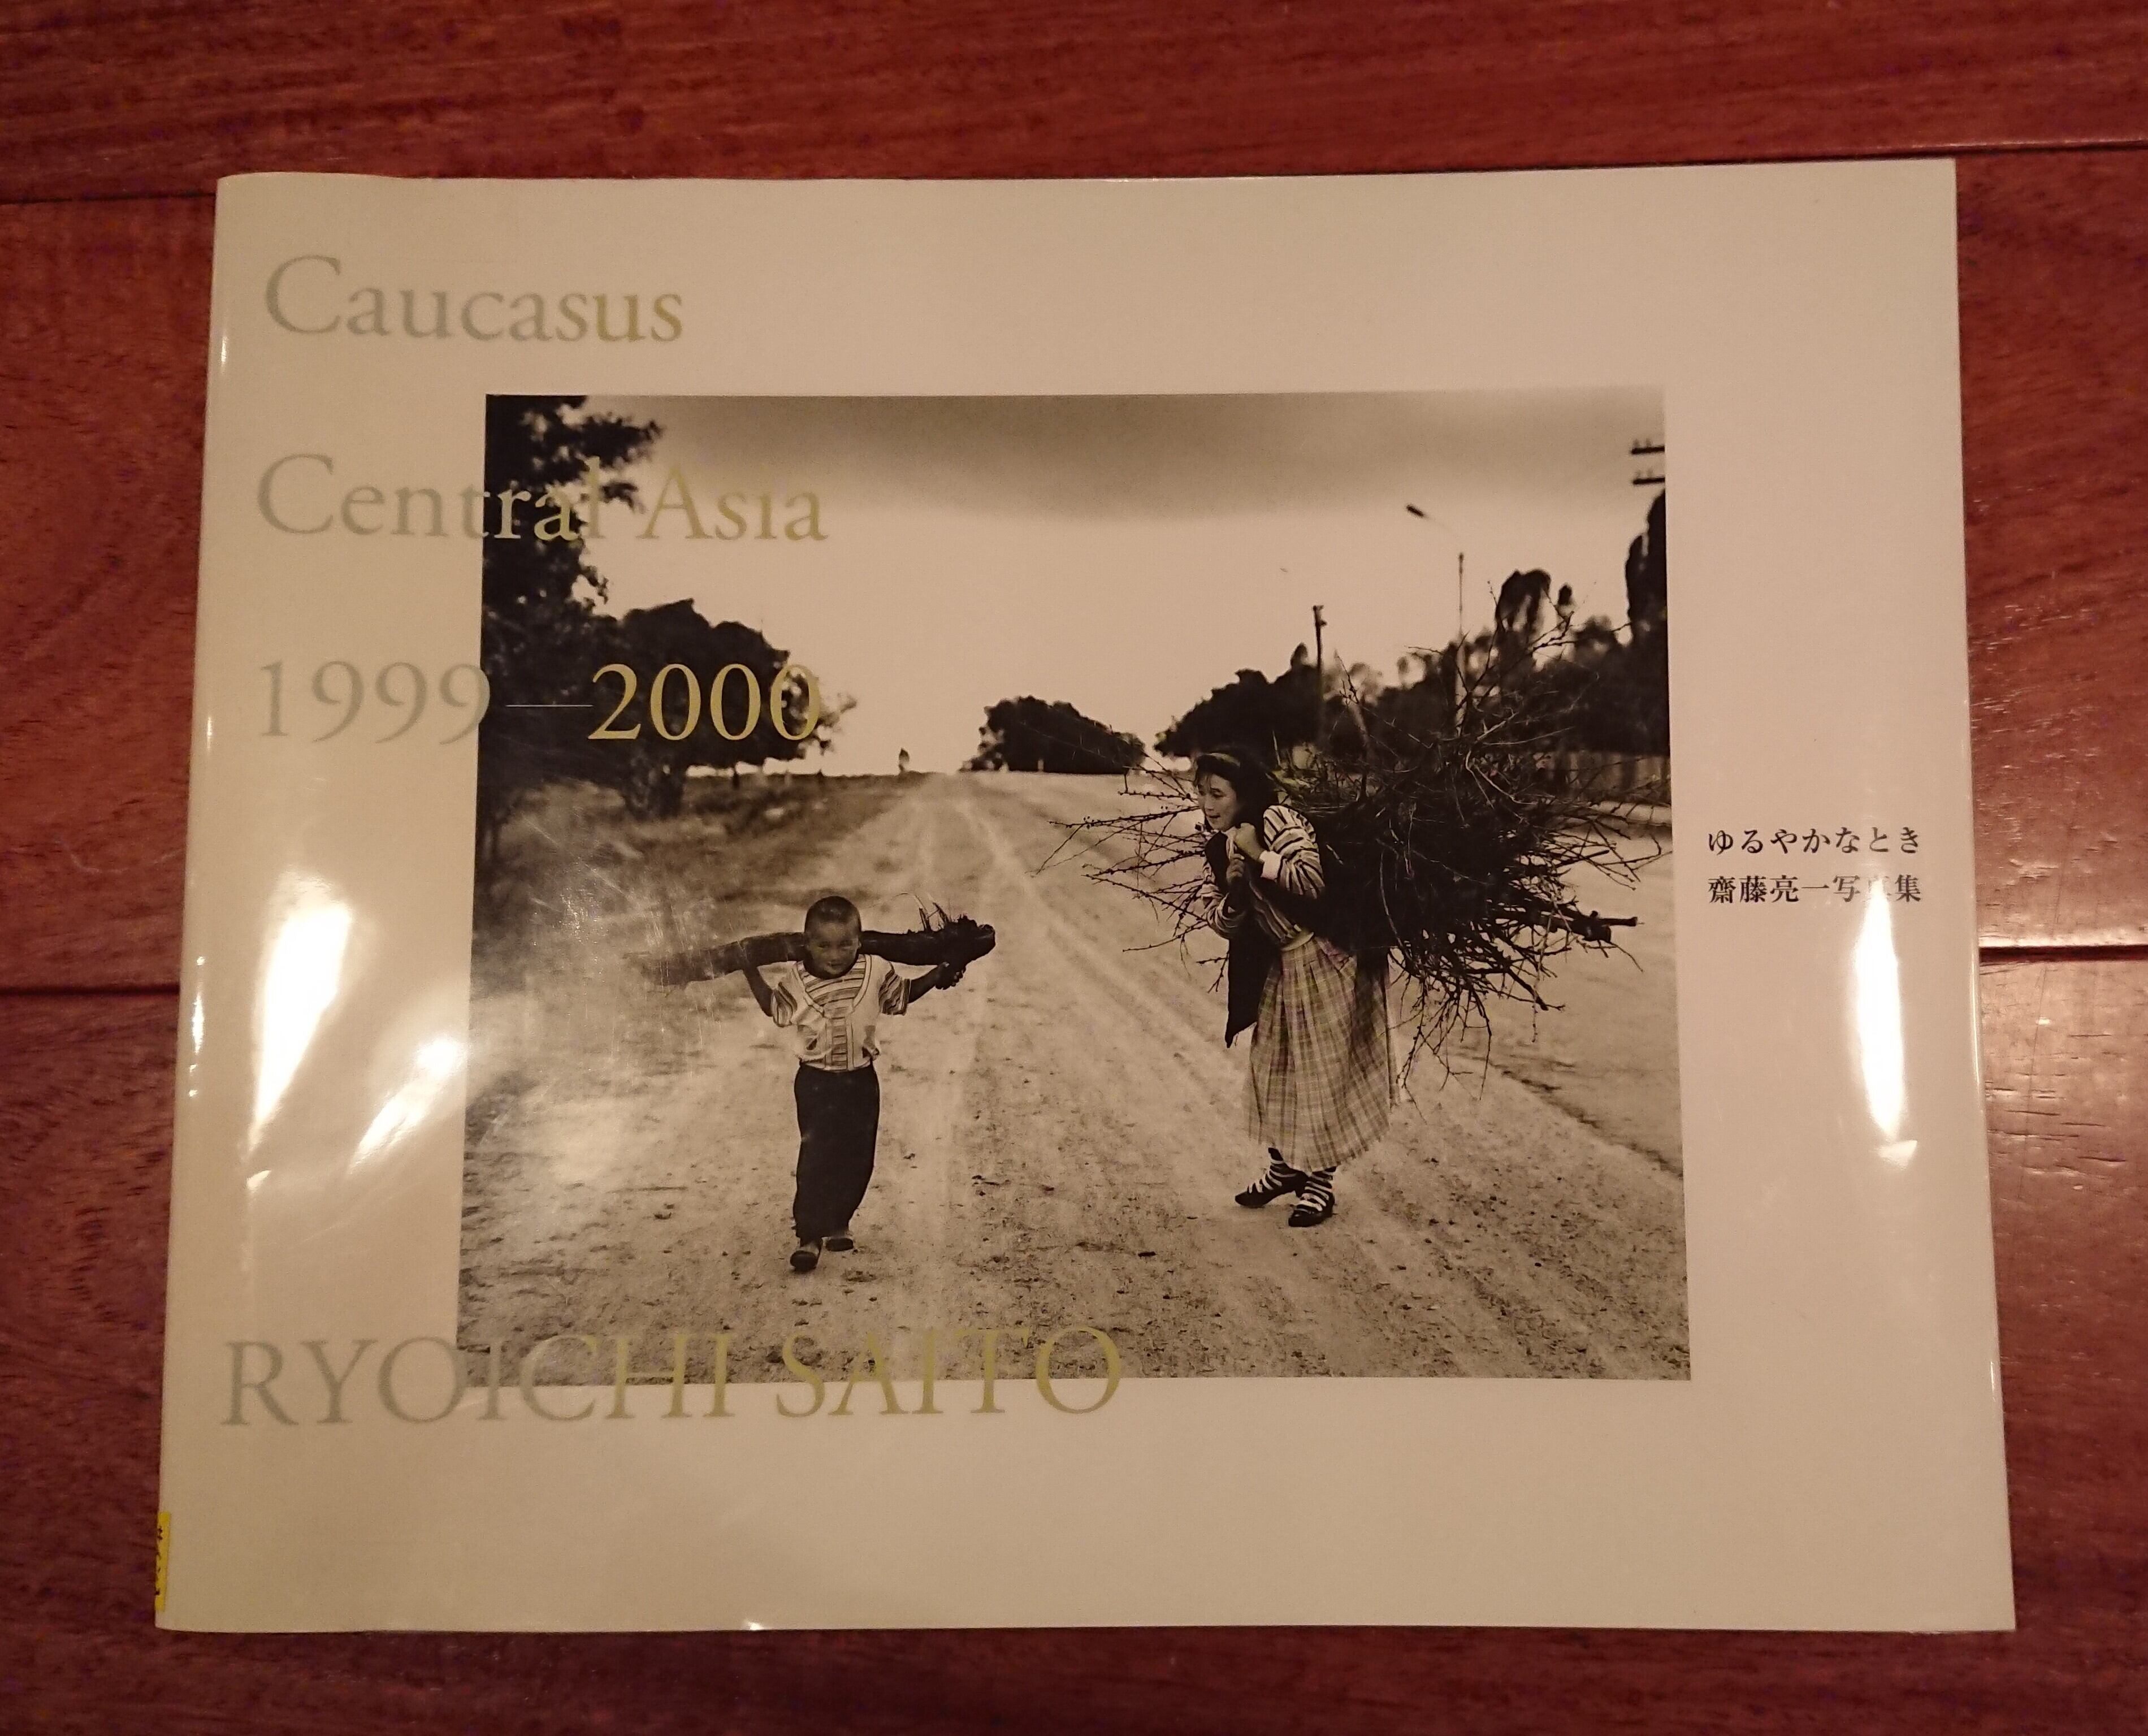 Caucasus
Central Asia
1999—2000
ゆるやかなとき
齋藤亮一写真集
RYOICHI SAITO